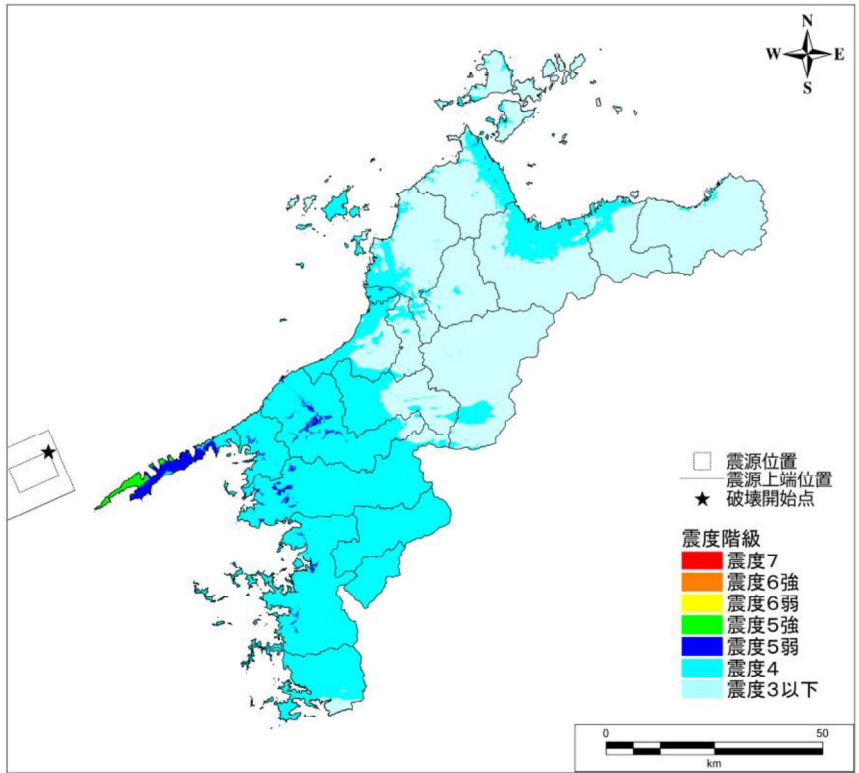 N
W E
S
震源位置
震源上端位置
破壊開始点
震度階級
震度7
震度6強
震度6弱
震度5強
震度5弱
震度4
震度3以下
0 50
km